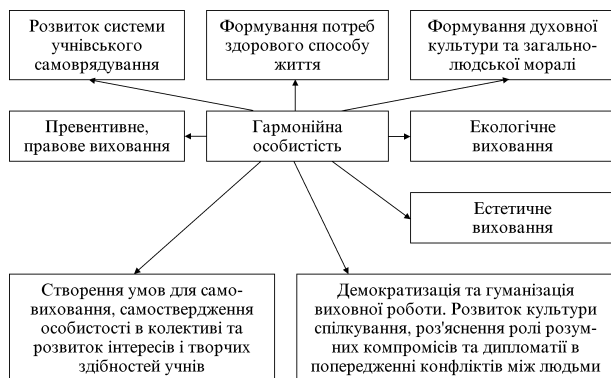 Розвиток системи
учнівського
самоврядування
Формування потреб
здорового способу
життя
Формування духовної
культури та загально-
людської моралі
Превентивне,
правове виховання
Гармонійна
особистість
Екологічне
виховання
Естетичне
виховання
Створення умов для само-
виховання, самоствердження
особистості в колективі та
розвиток інтересів і творчих
здібностей учнів
Демократизація та гуманізація
виховної роботи. Розвиток культури
спілкування, роз'яснення ролі розум-
них компромісів та дипломатії в
попередженні конфліктів між людьми